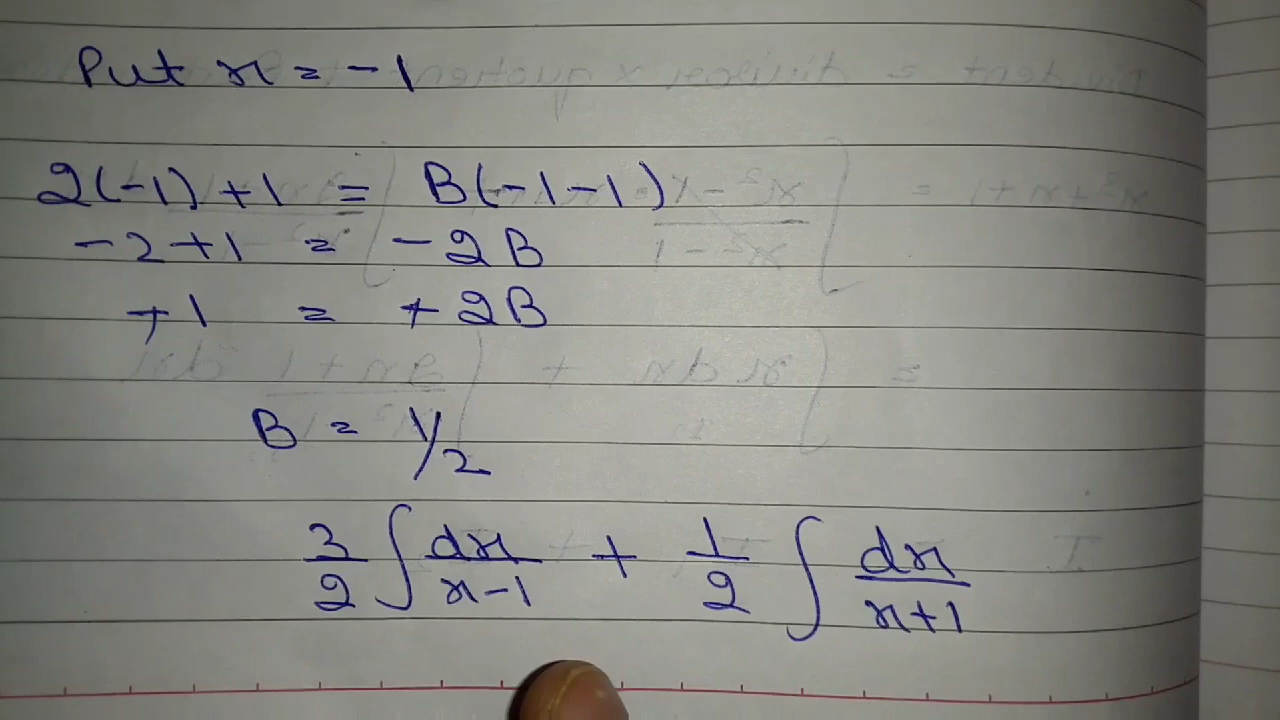 Put x = -1
2(-1) + 1 = B(-1-1)
-2+1 = -2B
+1 = +2B
B = 1/2
3/2 ∫ dx/x-1 + 1/2 ∫ dx/x+1